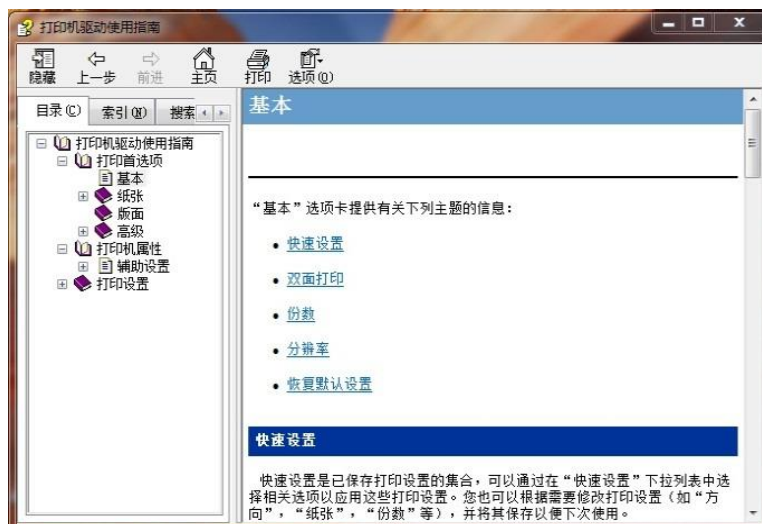 打印机驱动使用指南
隐藏 上一步 前进 主页 打印 选项(O)
目录(C) 索引(N) 搜索
打印机驱动使用指南
打印首选项
基本
纸张
版面
高级
打印机属性
辅助设置
打印设置
基本
“基本”选项卡提供有关下列主题的信息：
快速设置
双面打印
份数
分辨率
恢复默认设置
快速设置
快速设置是已保存打印设置的集合，可以通过在“快速设置”下拉列表中选
择相关选项以应用这些打印设置。您也可以根据需要修改打印设置（如“方
向”，“纸张”，“份数”等），并将其保存以便下次使用。